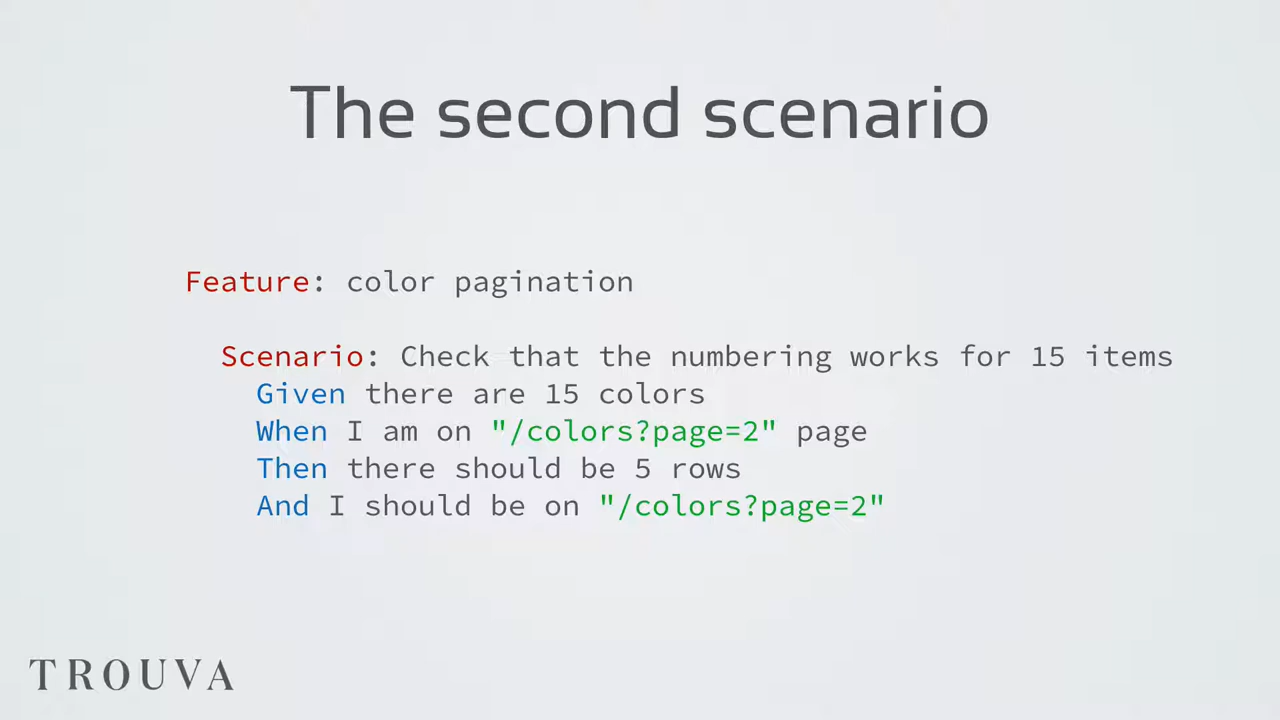 The second scenario
Feature: color pagination
Scenario: Check that the numbering works for 15 items
Given there are 15 colors
When I am on "/colors?page=2" page
Then there should be 5 rows
And I should be on "/colors?page=2"
TROUVA